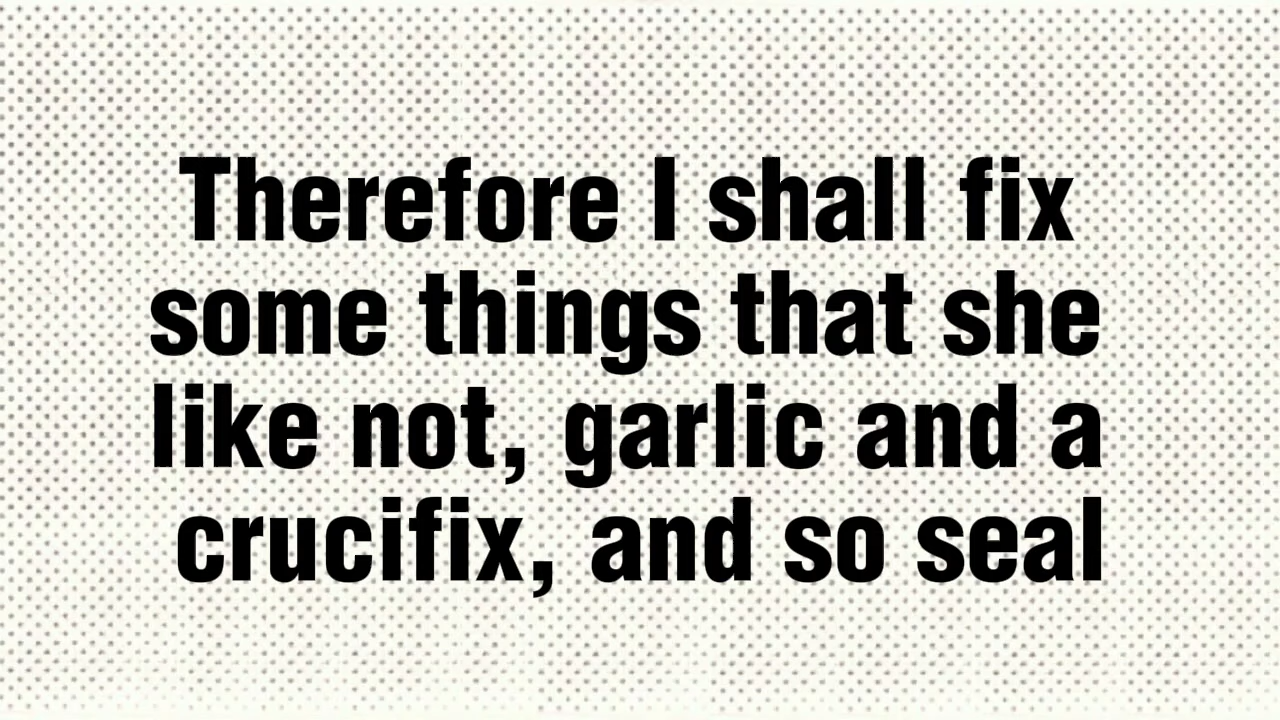 Therefore I shall fix
some things that she
like not, garlic and a
crucifix, and so seal